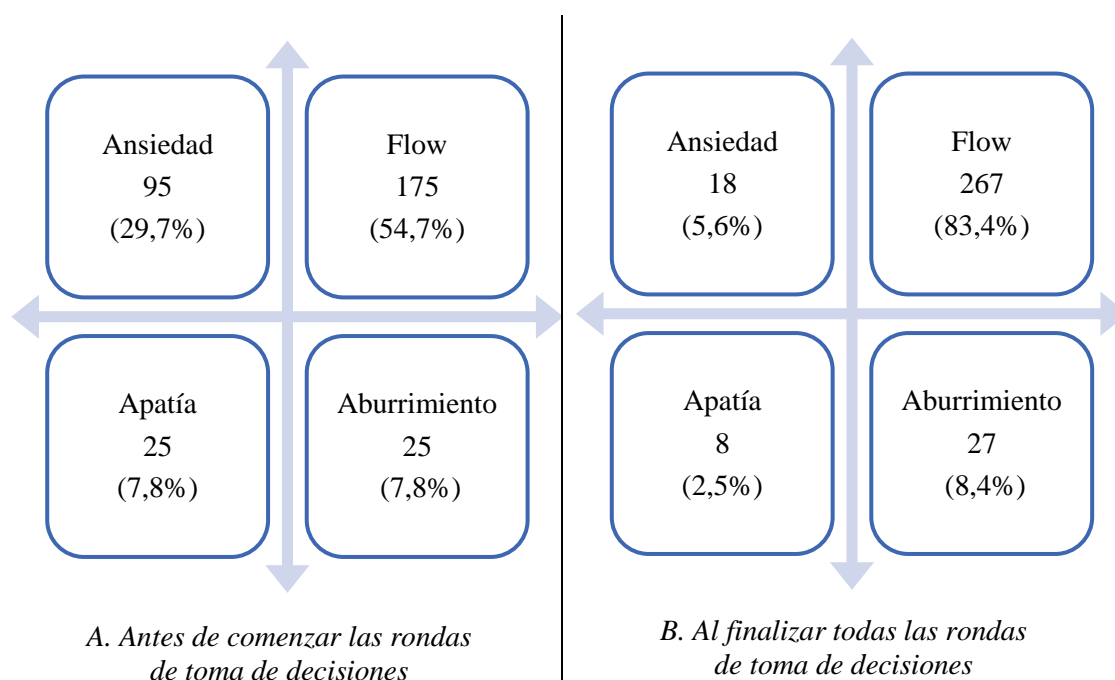 Ansiedad
95
(29,7%)
Flow
175
(54,7%)
Apatía
25
(7,8%)
Aburrimiento
25
(7,8%)
A. Antes de comenzar las rondas
de toma de decisiones
Ansiedad
18
(5,6%)
Flow
267
(83,4%)
Apatía
8
(2,5%)
Aburrimiento
27
(8,4%)
B. Al finalizar todas las rondas
de toma de decisiones